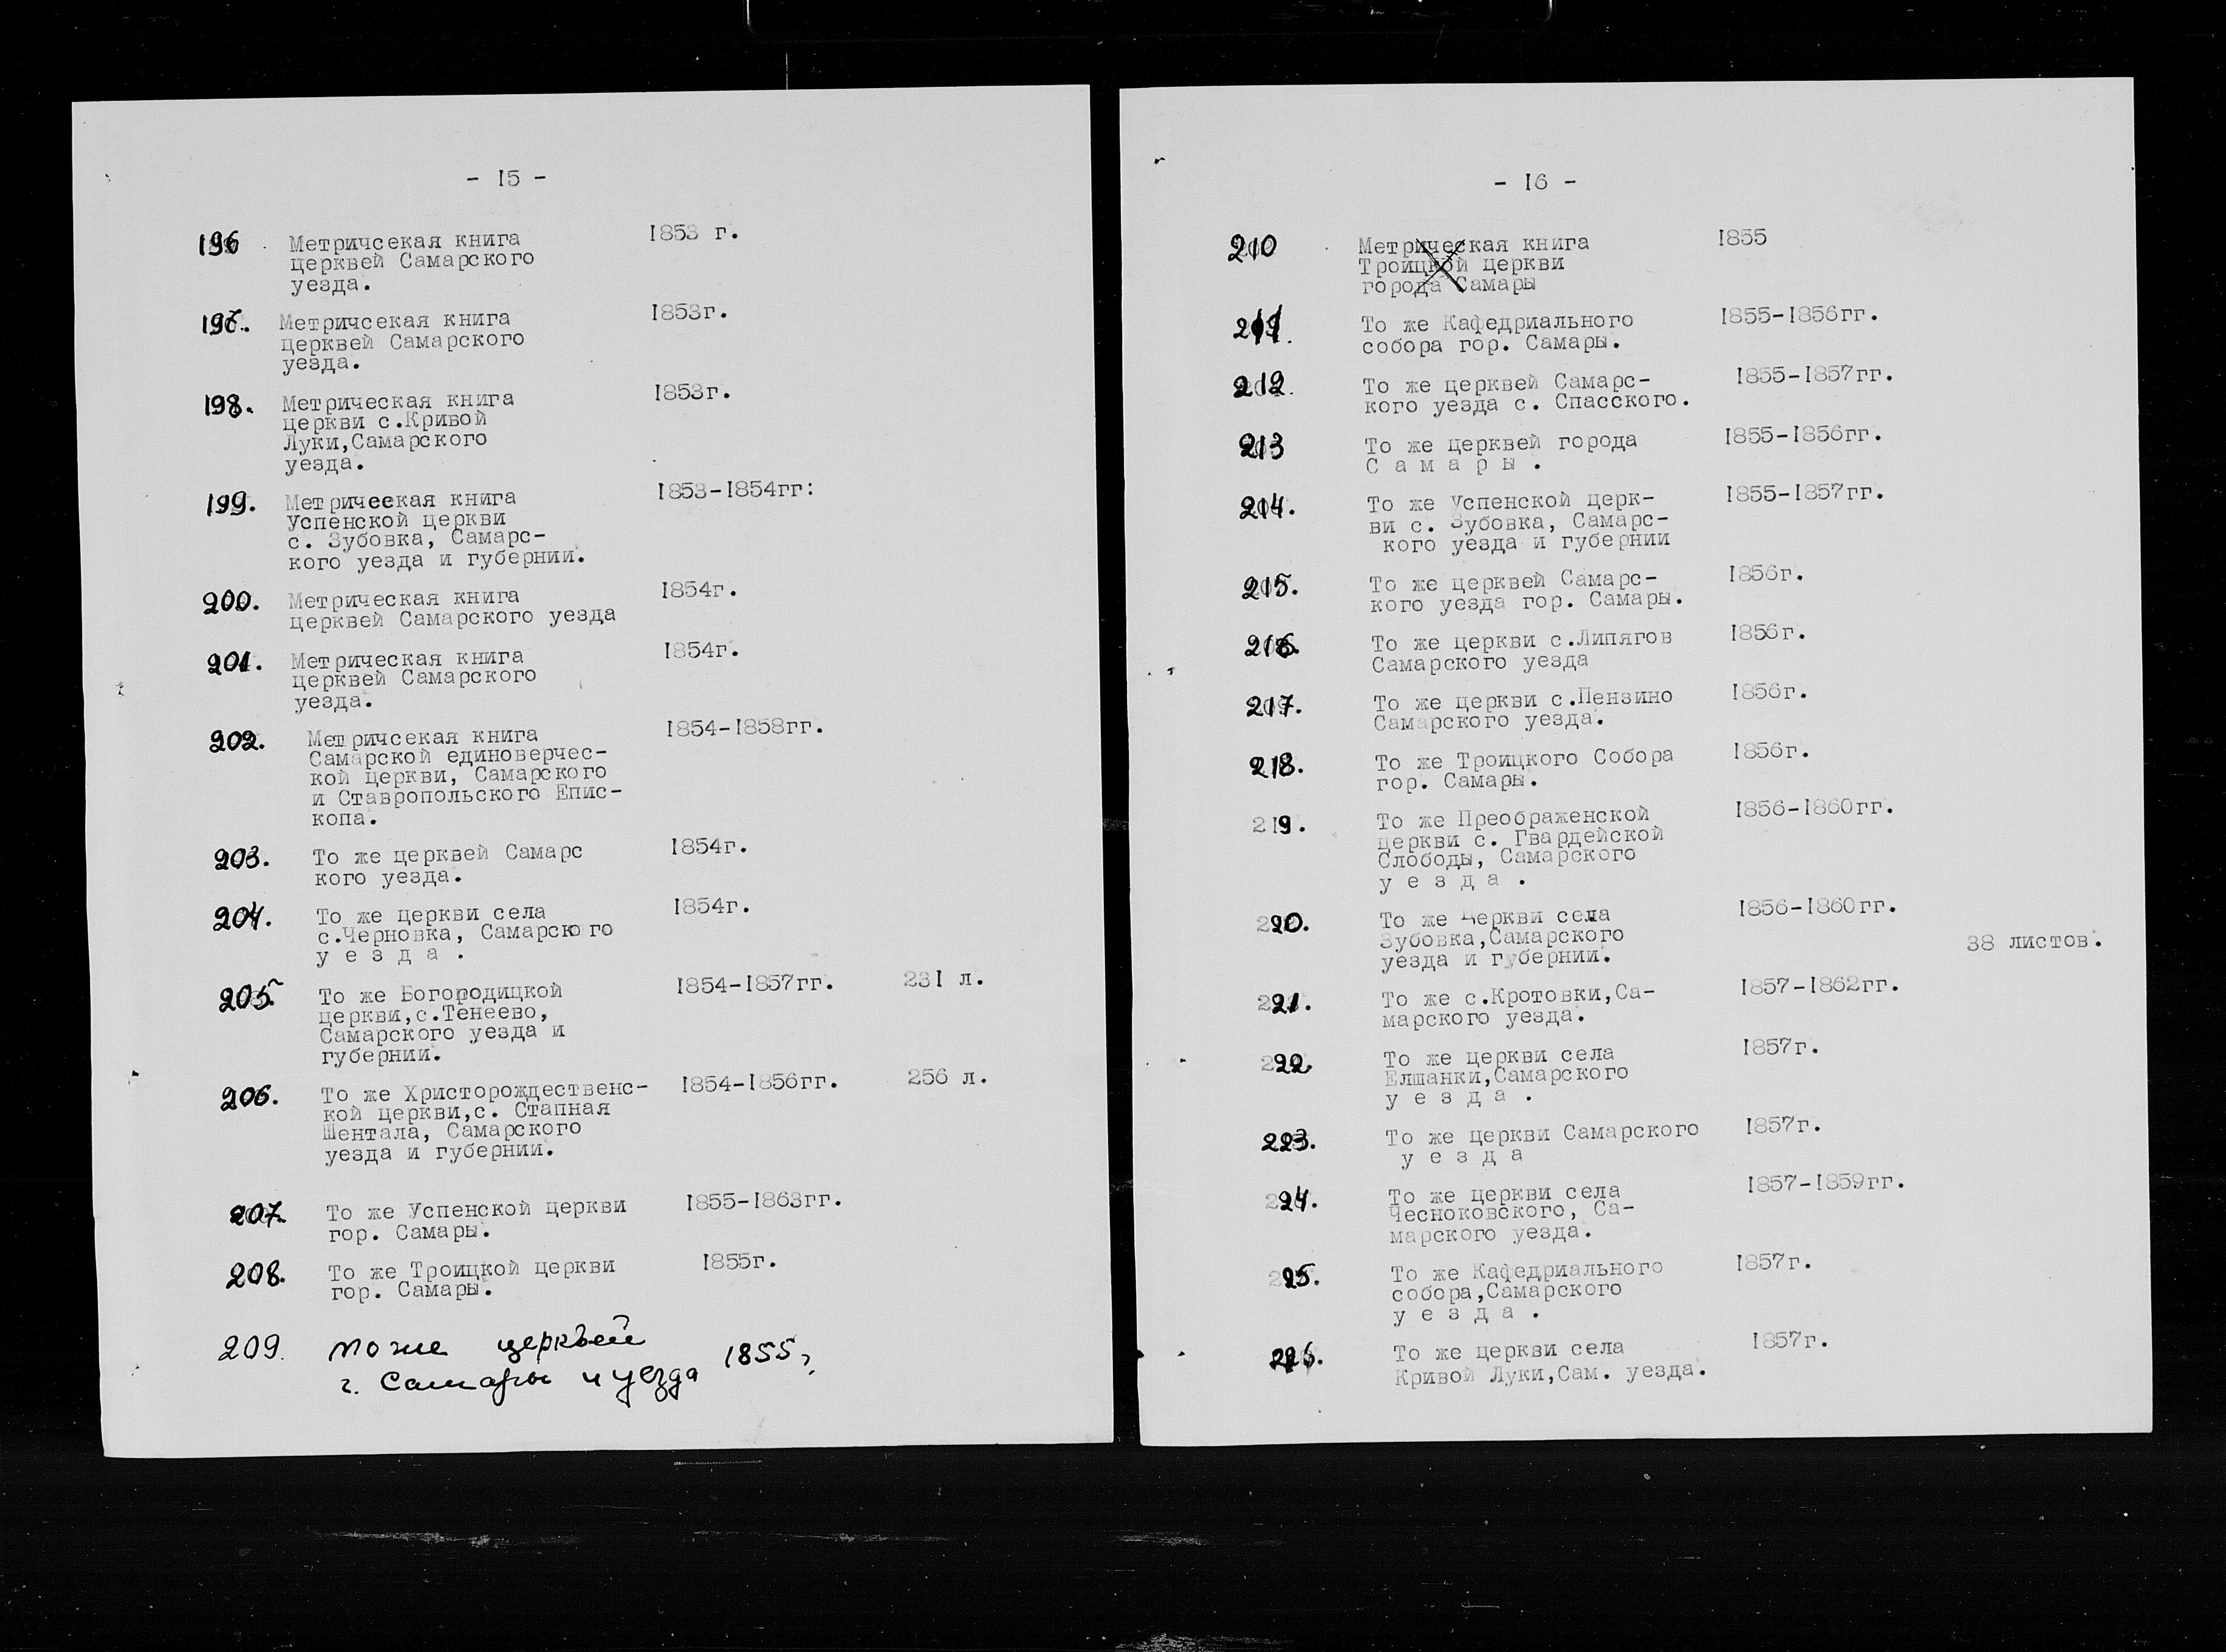 - 15 -
196 Метричсекая книга 1853 г.
церквей Самарского
уезда.
197. Метричсекая книга 1853г.
церквей Самарского
уезда.
198. Метрическая книга 1853г.
церкви с.Кривой
Луки,Самарского
уезда.
199. Метричеекая книга 1853-1854гг:
Успенской церкви
с. Зубовка, Самарс-
кого уезда и губернии.
200. Метрическая книга 1854г.
церквей Самарского уезда
201. Метрическая книга 1854г.
церквей Самарского
уезда.
202. Метричсекая книга 1854-1858гг.
Самарской единоверчес-
кой церкви, Самарского
и Ставропольского Епис-
копа.
203. То же церквей Самарс 1854г.
кого уезда.
204. То же церкви села 1854г.
с.Черновка, Самарского
у е з д а .
205. То же Богородицкой 1854-1857гг. 231 л.
церкви,с.Тенеево,
Самарского уезда и
губернии.
206. То же Христорождественс- 1854-1856гг. 256 л.
кой церкви,с. Стапная
Шентала, Самарского
уезда и губернии.
207. То же Успенской церкви 1855-1863гг.
гор. Самары.
208. То же Троицкой церкви 1855г.
гор. Самары.
209. то же церквей
г. Самары и уезда 1855 г.
- 16 -
210 Метрическая книга 1855
Троицкой церкви
города Самары
211. То же Кафедриального 1855-1856гг.
собора гор. Самары.
212. То же церквей Самарс- 1855-1857гг.
кого уезда с. Спасского.
213 То же церквей города 1855-1856гг.
С а м а р ы .
214. То же Успенской церк- 1855-1857гг.
ви с. Зубовка, Самарс-
кого уезда и губернии
215. То же церквей Самарс- 1856г.
кого уезда гор. Самары.
216. То же церкви с.Липягов 1856г.
Самарского уезда
217. То же церкви с.Пензино 1856г.
Самарского уезда.
218. То же Троицкого Собора 1856г.
гор. Самары.
219. То же Преображенской 1856-1860гг.
церкви с. Гвардейской
Слободы, Самарского
у е з д а .
220. То же церкви села 1856-1860гг.
Зубовка,Самарского 38 листов.
уезда и губернии.
221. То же с.Кротовки,Са- 1857-1862гг.
марского уезда.
222. То же церкви села 1857г.
Елшанки,Самарского
у е з д а .
223. То же церкви Самарского 1857г.
у е з д а
224. То же церкви села 1857-1859гг.
Чесноковского, Са-
марского уезда.
225. То же Кафедриального 1857г.
собора,Самарского
у е з д а .
226. То же церкви села 1857г.
Кривой Луки,Сам. уезда.